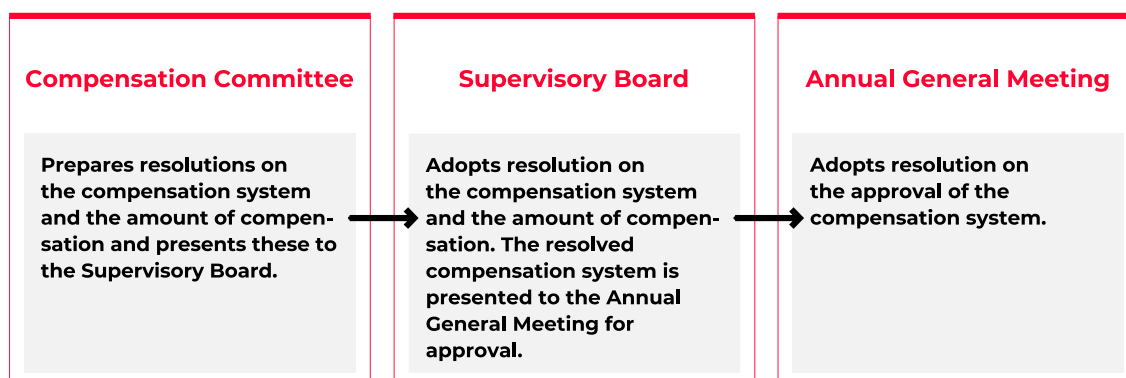 Compensation Committee
Prepares resolutions on
the compensation system
and the amount of compen-
sation and presents these to
the Supervisory Board.
Supervisory Board
Adopts resolution on
the compensation system
and the amount of compen-
sation. The resolved
compensation system is
presented to the Annual
General Meeting for
approval.
Annual General Meeting
Adopts resolution on
the approval of the
compensation system.